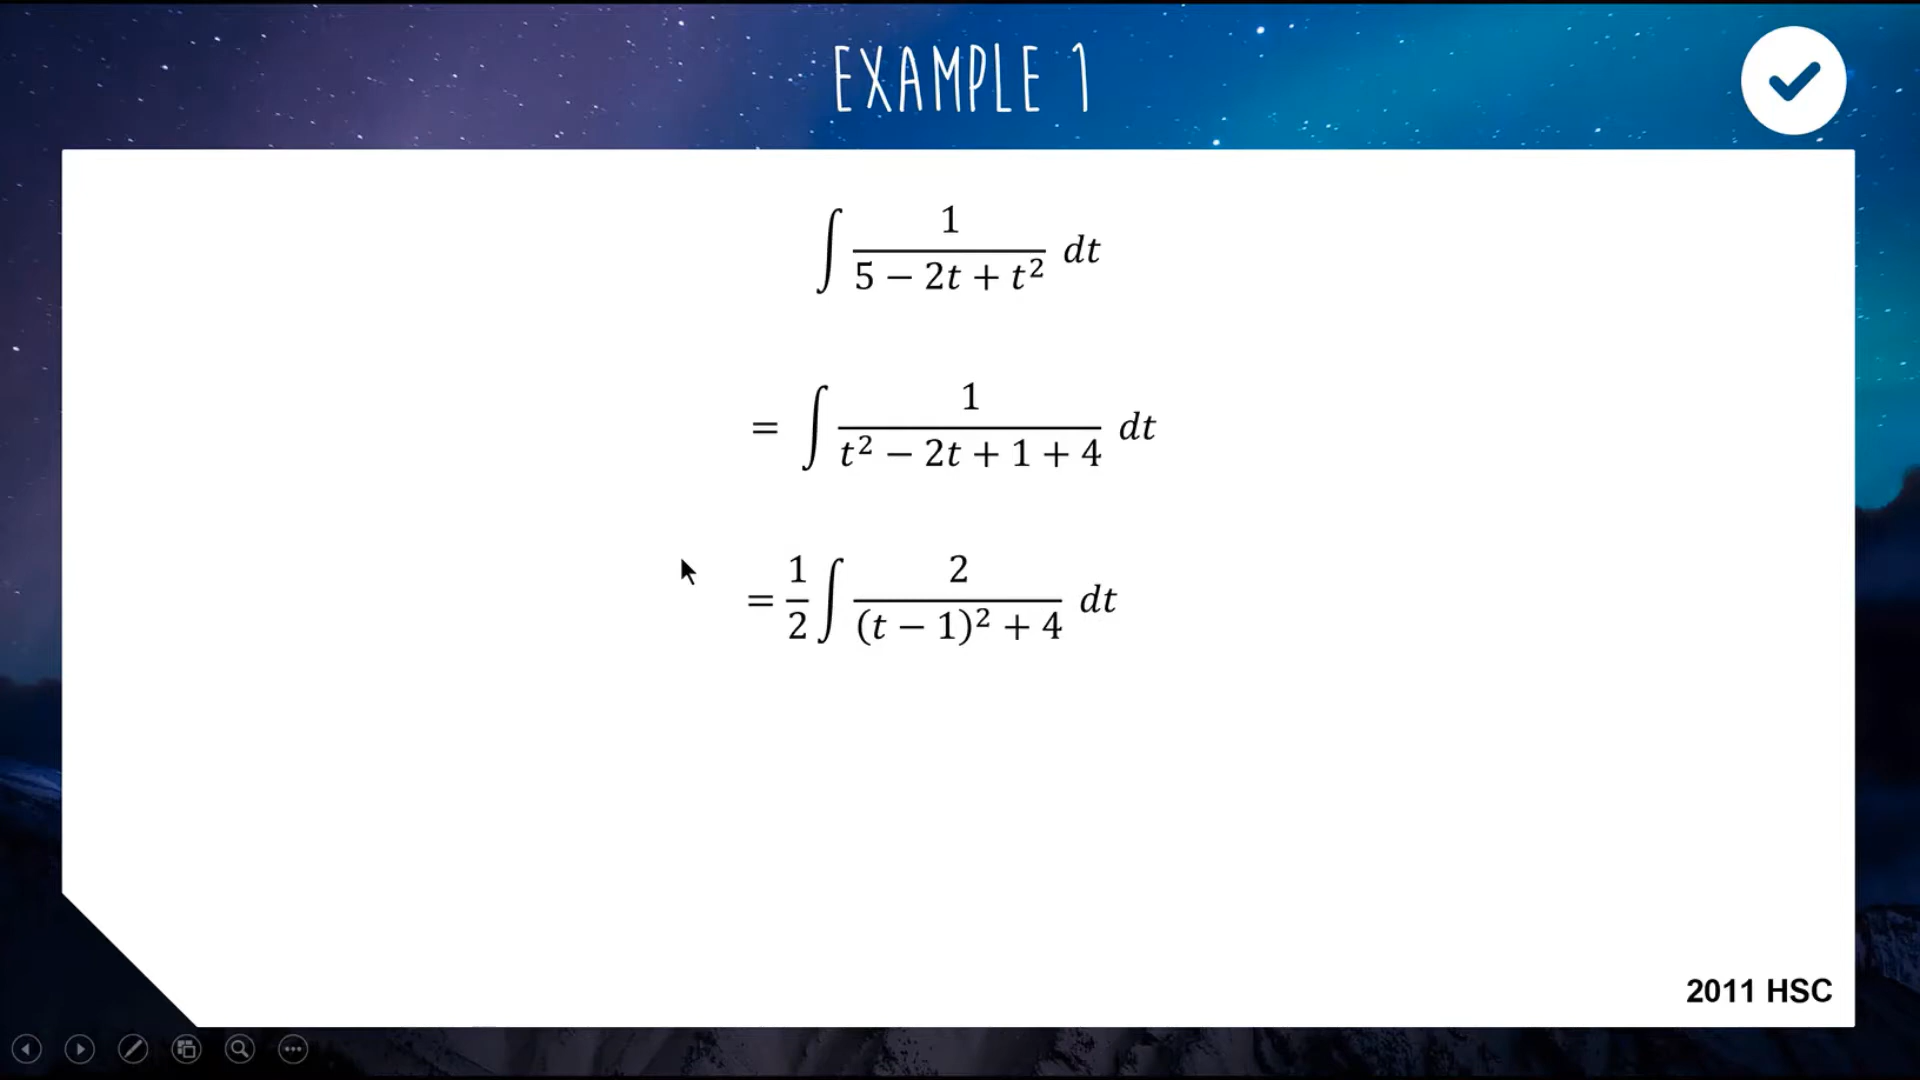 EXAMPLE 1
∫ 1/(5 − 2t + t²) dt
= ∫ 1/(t² − 2t + 1 + 4) dt
= 1/2 ∫ 2/((t − 1)² + 4) dt
2011 HSC